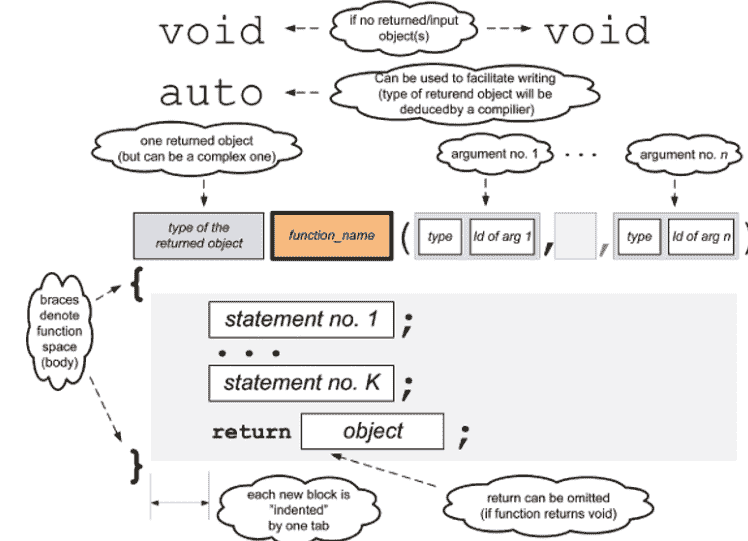 void
if no returned/input
object(s)
void
auto
Can be used to facilitate writing
(type of returend object will be
deducedby a compilier)
one returned object
(but can be a complex one)
argument no. 1
. . .
argument no. n
type of the
returned object
function_name
(
type
Id of arg 1
,
,
type
Id of arg n
)
{
braces
denote
function
space
(body)
statement no. 1 ;
. . .
statement no. K ;
return object ;
}
each new block is
"indented"
by one tab
return can be omitted
(if function returns void)